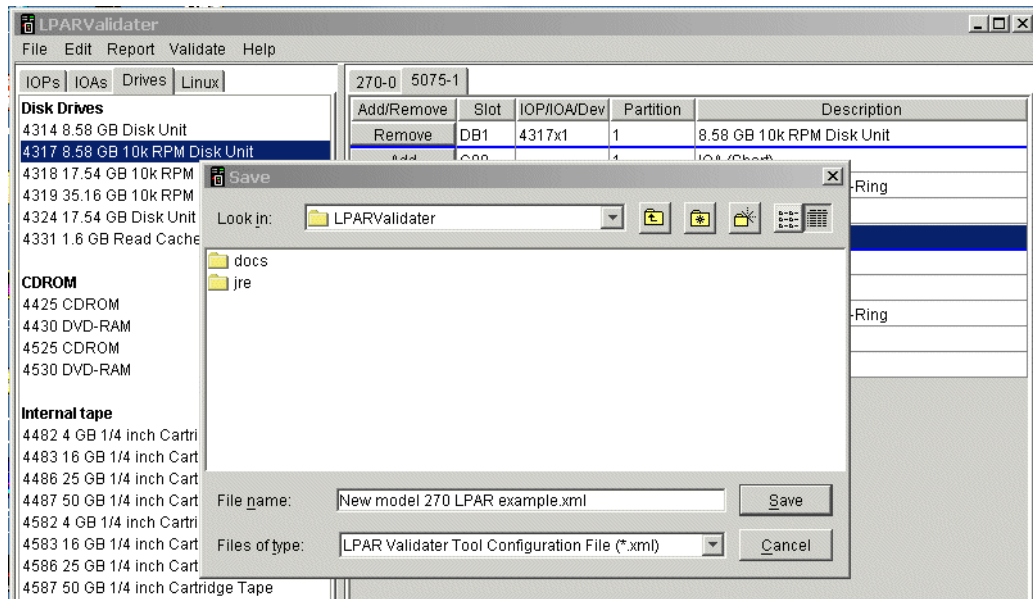 LPARValidater
File Edit Report Validate Help
IOPs IOAs Drives Linux
270-0 5075-1
Disk Drives
4314 8.58 GB Disk Unit
4317 8.58 GB 10k RPM Disk Unit
4318 17.54 GB 10k RPM
4319 35.16 GB 10k RPM
4324 17.54 GB Disk Unit
4331 1.6 GB Read Cache
CDROM
4425 CDROM
4430 DVD-RAM
4525 CDROM
4530 DVD-RAM
Internal tape
4482 4 GB 1/4 inch Cartri
4483 16 GB 1/4 inch Cart
4486 25 GB 1/4 inch Cart
4487 50 GB 1/4 inch Cart
4582 4 GB 1/4 inch Cartri
4583 16 GB 1/4 inch Cart
4586 25 GB 1/4 inch Cart
4587 50 GB 1/4 inch Cartridge Tape
Add/Remove Slot IOP/IOA/Dev Partition Description
Remove DB1 4317x1 1 8.58 GB 10k RPM Disk Unit
Add 1 IOA (Short)
-Ring
-Ring
Save
Look in: LPARValidater
docs
jre
File name: New model 270 LPAR example.xml Save
Files of type: LPAR Validater Tool Configuration File (*.xml) Cancel